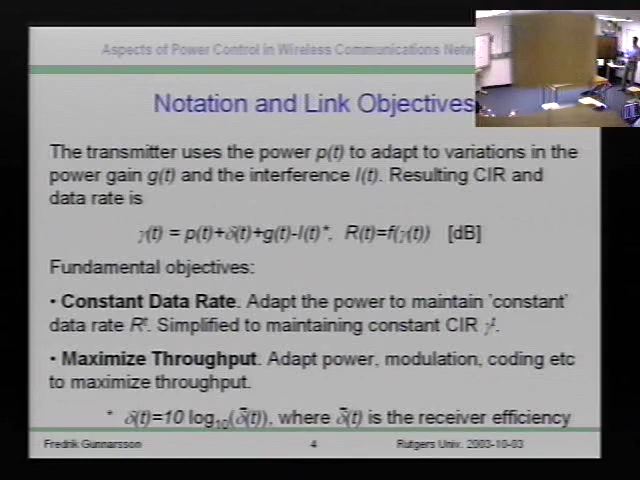 Aspects of Power Control in Wireless Communications Netw
Notation and Link Objectives
The transmitter uses the power p(t) to adapt to variations in the
power gain g(t) and the interference I(t). Resulting CIR and
data rate is
γ(t) = p(t)+δ(t)+g(t)-I(t)*, R(t)=f(γ(t)) [dB]
Fundamental objectives:
• Constant Data Rate. Adapt the power to maintain 'constant'
data rate Rᵗ. Simplified to maintaining constant CIR γᵗ.
• Maximize Throughput. Adapt power, modulation, coding etc
to maximize throughput.
* δ(t)=10 log₁₀(δ̄(t)), where δ̄(t) is the receiver efficiency
Fredrik Gunnarsson 4 Rutgers Univ. 2003-10-03